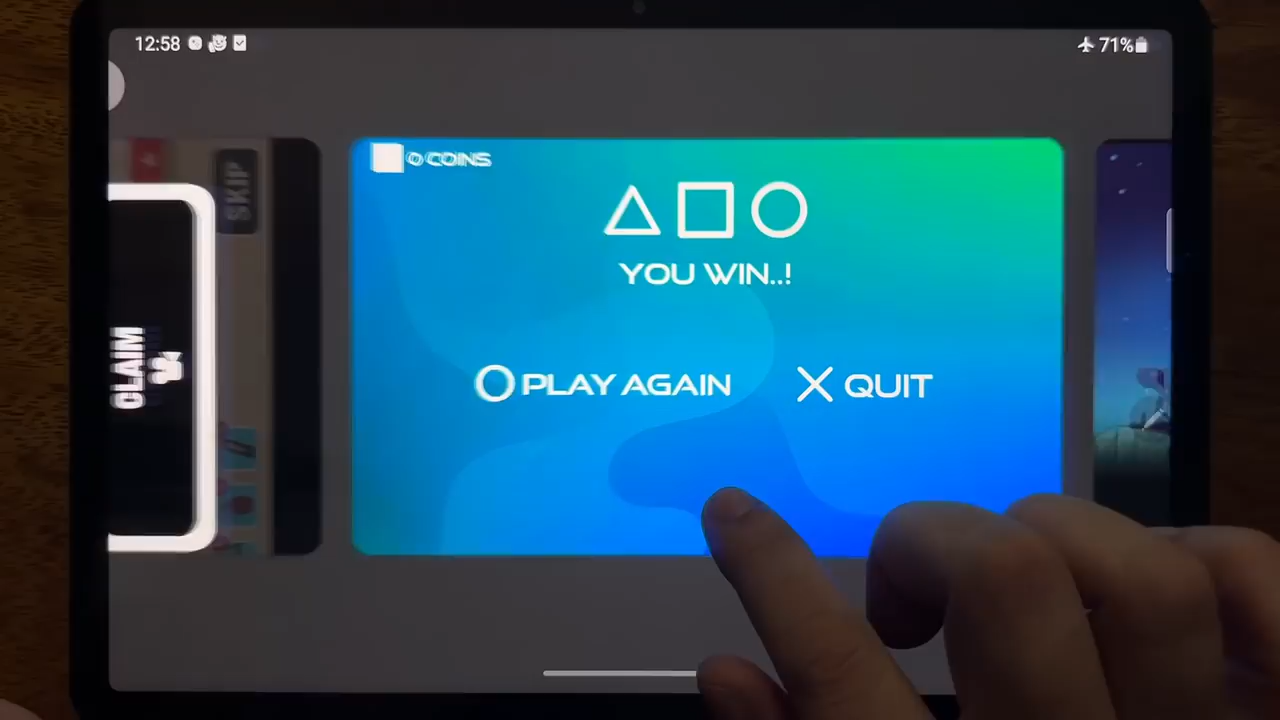 12:58
71%
SKIP
0 COINS
YOU WIN..!
CLAIM
PLAY AGAIN
QUIT